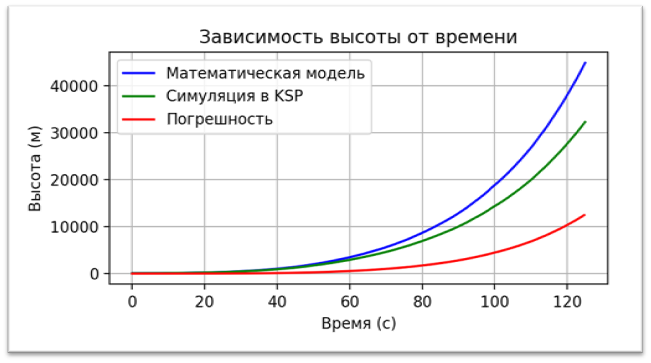 Зависимость высоты от времени
Математическая модель
Симуляция в KSP
Погрешность
Высота (м)
40000
30000
20000
10000
0
0 20 40 60 80 100 120
Время (с)